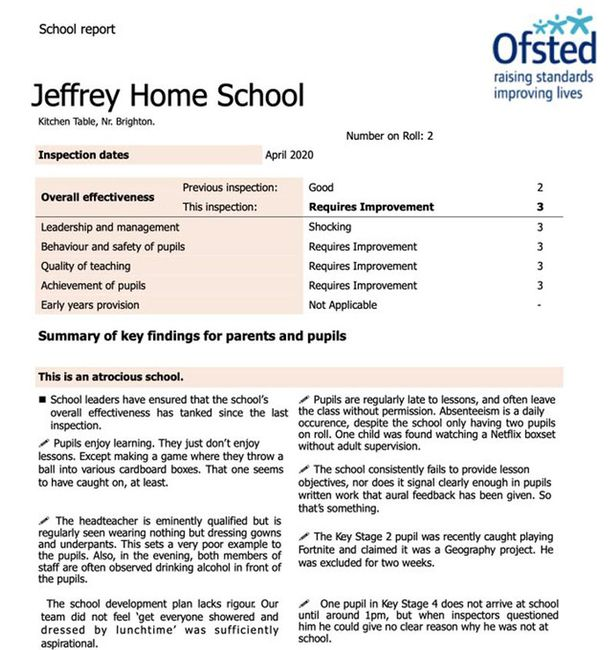 School report
Ofsted
raising standards
improving lives
Jeffrey Home School
Kitchen Table, Nr. Brighton.
Number on Roll: 2
Inspection dates April 2020
Overall effectiveness
Previous inspection: Good 2
This inspection: Requires Improvement 3
Leadership and management Shocking 3
Behaviour and safety of pupils Requires Improvement 3
Quality of teaching Requires Improvement 3
Achievement of pupils Requires Improvement 3
Early years provision Not Applicable -
Summary of key findings for parents and pupils
This is an atrocious school.
School leaders have ensured that the school's
overall effectiveness has tanked since the last
inspection.
Pupils enjoy learning. They just don't enjoy
lessons. Except making a game where they throw a
ball into various cardboard boxes. That one seems
to have caught on, at least.
The headteacher is eminently qualified but is
regularly seen wearing nothing but dressing gowns
and underpants. This sets a very poor example to
the pupils. Also, in the evening, both members of
staff are often observed drinking alcohol in front of
the pupils.
The school development plan lacks rigour. Our
team did not feel 'get everyone showered and
dressed by lunchtime' was sufficiently
aspirational.
Pupils are regularly late to lessons, and often leave
the class without permission. Absenteeism is a daily
occurence, despite the school only having two pupils
on roll. One child was found watching a Netflix boxset
without adult supervision.
The school consistently fails to provide lesson
objectives, nor does it signal clearly enough in pupils
written work that aural feedback has been given. So
that's something.
The Key Stage 2 pupil was recently caught playing
Fortnite and claimed it was a Geography project. He
was excluded for two weeks.
One pupil in Key Stage 4 does not arrive at school
until around 1pm, but when inspectors questioned
him he could give no clear reason why he was not at
school.